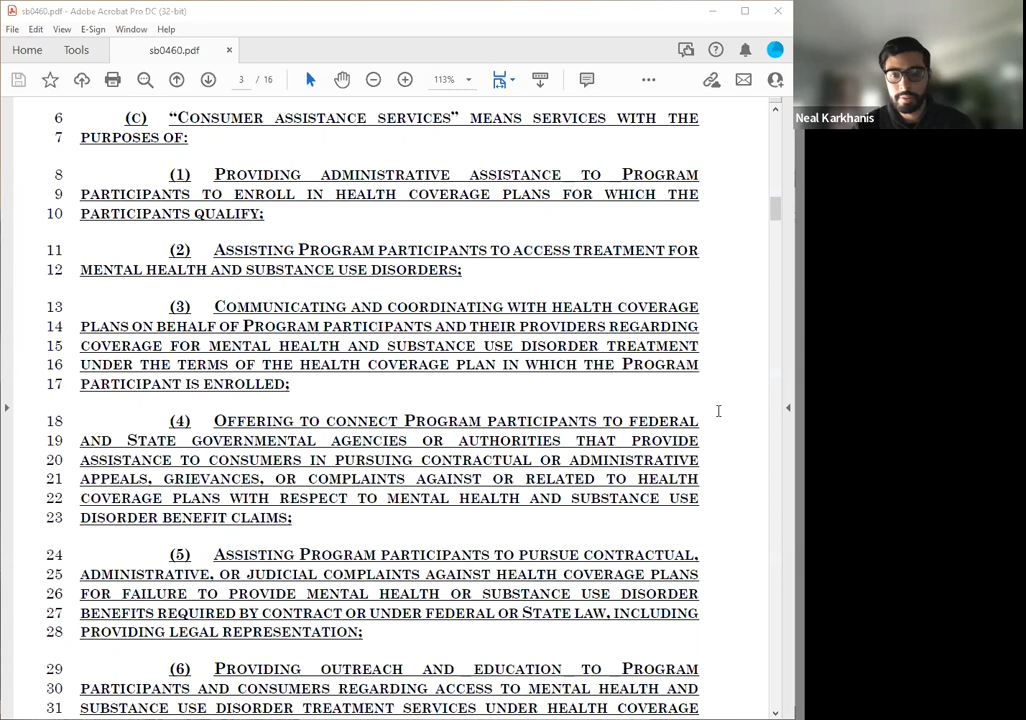 sb0460.pdf - Adobe Acrobat Pro DC (32-bit)
File Edit View E-Sign Window Help
Home Tools sb0460.pdf ×
3 / 16 113%
Neal Karkhanis
6 (C) “CONSUMER ASSISTANCE SERVICES” MEANS SERVICES WITH THE
7 PURPOSES OF:
8 (1) PROVIDING ADMINISTRATIVE ASSISTANCE TO PROGRAM
9 PARTICIPANTS TO ENROLL IN HEALTH COVERAGE PLANS FOR WHICH THE
10 PARTICIPANTS QUALIFY;
11 (2) ASSISTING PROGRAM PARTICIPANTS TO ACCESS TREATMENT FOR
12 MENTAL HEALTH AND SUBSTANCE USE DISORDERS;
13 (3) COMMUNICATING AND COORDINATING WITH HEALTH COVERAGE
14 PLANS ON BEHALF OF PROGRAM PARTICIPANTS AND THEIR PROVIDERS REGARDING
15 COVERAGE FOR MENTAL HEALTH AND SUBSTANCE USE DISORDER TREATMENT
16 UNDER THE TERMS OF THE HEALTH COVERAGE PLAN IN WHICH THE PROGRAM
17 PARTICIPANT IS ENROLLED;
18 (4) OFFERING TO CONNECT PROGRAM PARTICIPANTS TO FEDERAL
19 AND STATE GOVERNMENTAL AGENCIES OR AUTHORITIES THAT PROVIDE
20 ASSISTANCE TO CONSUMERS IN PURSUING CONTRACTUAL OR ADMINISTRATIVE
21 APPEALS, GRIEVANCES, OR COMPLAINTS AGAINST OR RELATED TO HEALTH
22 COVERAGE PLANS WITH RESPECT TO MENTAL HEALTH AND SUBSTANCE USE
23 DISORDER BENEFIT CLAIMS;
24 (5) ASSISTING PROGRAM PARTICIPANTS TO PURSUE CONTRACTUAL,
25 ADMINISTRATIVE, OR JUDICIAL COMPLAINTS AGAINST HEALTH COVERAGE PLANS
26 FOR FAILURE TO PROVIDE MENTAL HEALTH OR SUBSTANCE USE DISORDER
27 BENEFITS REQUIRED BY CONTRACT OR UNDER FEDERAL OR STATE LAW, INCLUDING
28 PROVIDING LEGAL REPRESENTATION;
29 (6) PROVIDING OUTREACH AND EDUCATION TO PROGRAM
30 PARTICIPANTS AND CONSUMERS REGARDING ACCESS TO MENTAL HEALTH AND
31 SUBSTANCE USE DISORDER TREATMENT SERVICES UNDER HEALTH COVERAGE